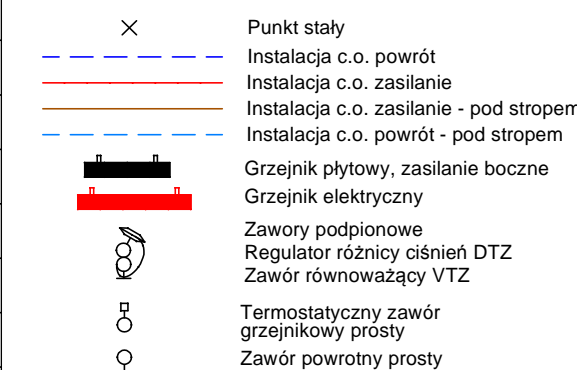 Punkt stały
Instalacja c.o. powrót
Instalacja c.o. zasilanie
Instalacja c.o. zasilanie - pod stropem
Instalacja c.o. powrót - pod stropem
Grzejnik płytowy, zasilanie boczne
Grzejnik elektryczny
Zawory podpionowe
Regulator różnicy ciśnień DTZ
Zawór równoważący VTZ
Termostatyczny zawór
grzejnikowy prosty
Zawór powrotny prosty